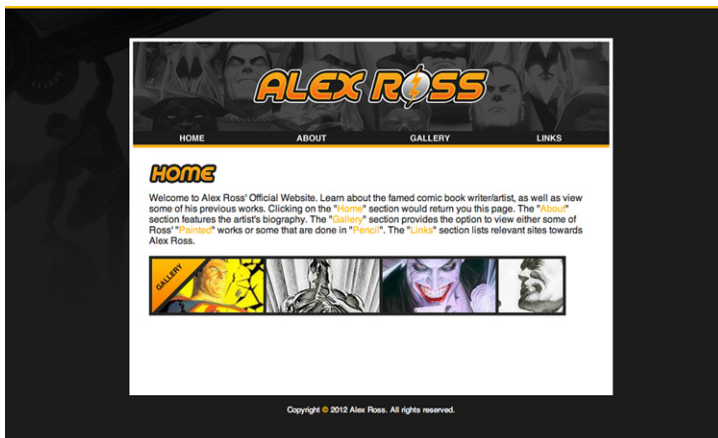 ALEX ROSS
HOME ABOUT GALLERY LINKS
HOME
Welcome to Alex Ross' Official Website. Learn about the famed comic book writer/artist, as well as view
some of his previous works. Clicking on the "Home" section would return you this page. The "About"
section features the artist's biography. The "Gallery" section provides the option to view either some of
Ross' "Painted" works or some that are done in "Pencil". The "Links" section lists relevant sites towards
Alex Ross.
GALLERY
Copyright © 2012 Alex Ross. All rights reserved.